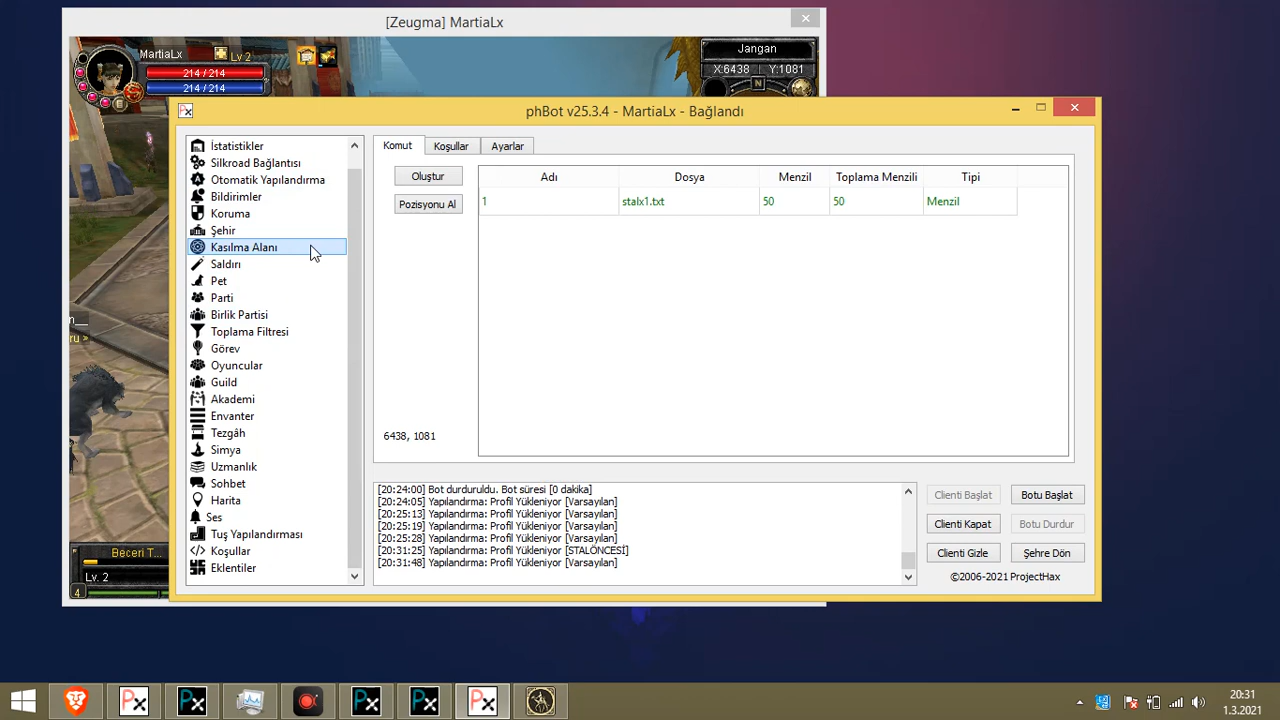 [Zeugma] MartiaLx
MartiaLx
Lv 2
214 / 214
214 / 214
Jangan
X:6438 Y:1081
N
E
ru »
Beceri T...
Lv. 2
4
phBot v25.3.4 - MartiaLx - Bağlandı
İstatistikler
Silkroad Bağlantısı
Otomatik Yapılandırma
Bildirimler
Koruma
Şehir
Kasılma Alanı
Saldırı
Pet
Parti
Birlik Partisi
Toplama Filtresi
Görev
Oyuncular
Guild
Akademi
Envanter
Tezgâh
Simya
Uzmanlık
Sohbet
Harita
Ses
Tuş Yapılandırması
Koşullar
Eklentiler
Komut Koşullar Ayarlar
Oluştur
Pozisyonu Al
6438, 1081
Adı Dosya Menzil Toplama Menzili Tipi
1 stalx1.txt 50 50 Menzil
[20:24:00] Bot durduruldu. Bot süresi [0 dakika]
[20:24:05] Yapılandırma: Profil Yükleniyor [Varsayılan]
[20:25:13] Yapılandırma: Profil Yükleniyor [Varsayılan]
[20:25:19] Yapılandırma: Profil Yükleniyor [Varsayılan]
[20:25:28] Yapılandırma: Profil Yükleniyor [Varsayılan]
[20:31:25] Yapılandırma: Profil Yükleniyor [STALÖNCESİ]
[20:31:48] Yapılandırma: Profil Yükleniyor [Varsayılan]
Clienti Başlat Botu Başlat
Clienti Kapat Botu Durdur
Clienti Gizle Şehre Dön
©2006-2021 ProjectHax
Px Px Px Px Px
20:31
1.3.2021